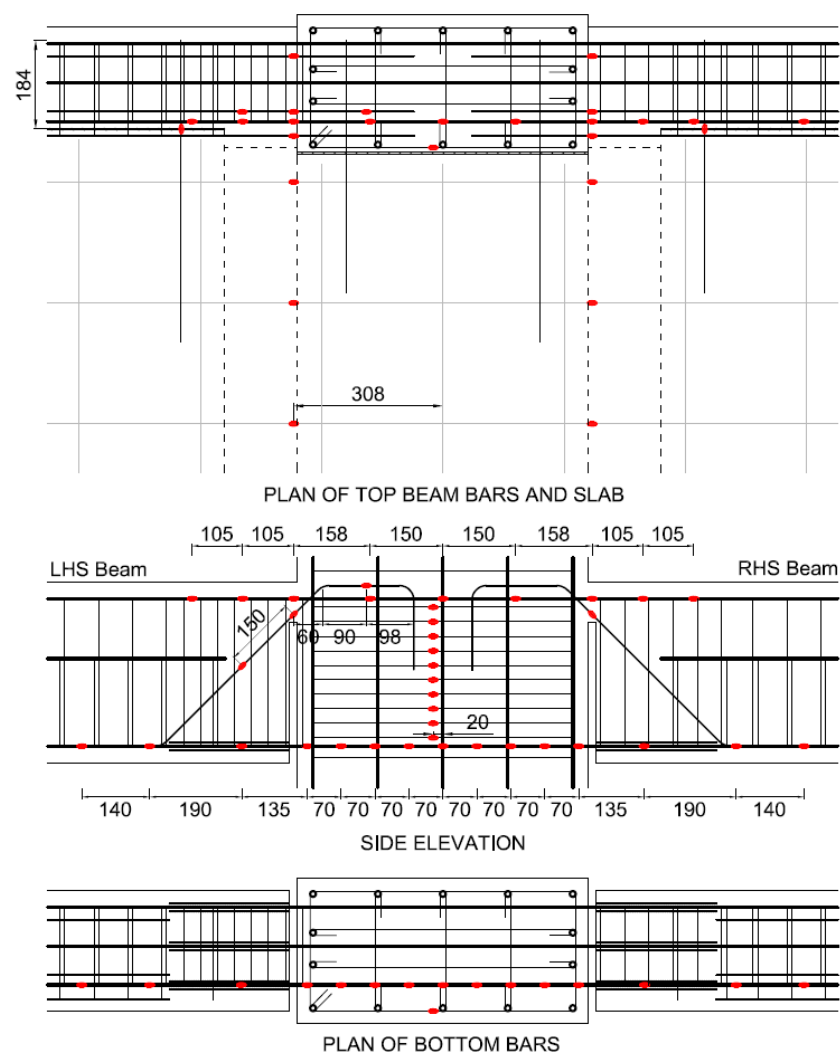 184
308
PLAN OF TOP BEAM BARS AND SLAB
105 105 158 150 150 158 105 105
LHS Beam RHS Beam
150
60 90 98
20
140 190 135 70 70 70 70 70 70 70 70 135 190 140
SIDE ELEVATION
PLAN OF BOTTOM BARS